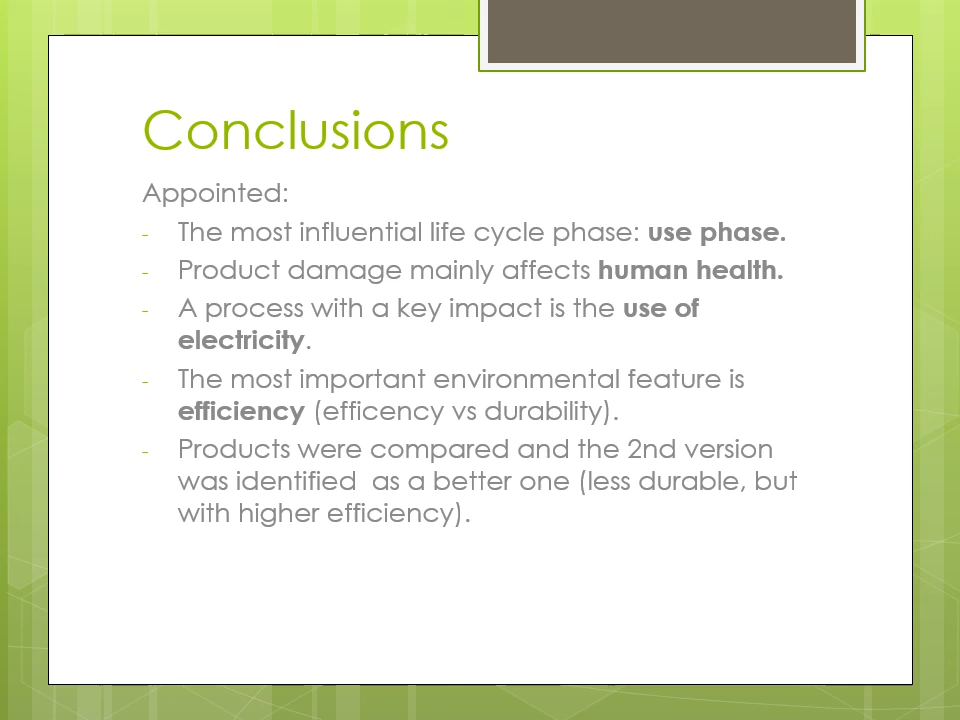 Conclusions
Appointed:
- The most influential life cycle phase: use phase.
- Product damage mainly affects human health.
- A process with a key impact is the use of
electricity.
- The most important environmental feature is
efficiency (efficency vs durability).
- Products were compared and the 2nd version
was identified  as a better one (less durable, but
with higher efficiency).